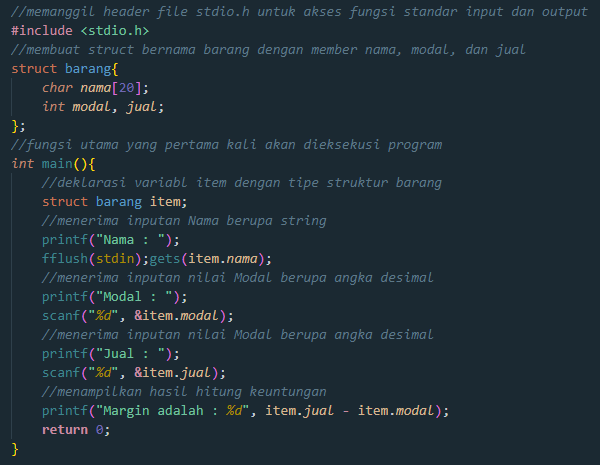 //memanggil header file stdio.h untuk akses fungsi standar input dan output
#include <stdio.h>
//membuat struct bernama barang dengan member nama, modal, dan jual
struct barang{
    char nama[20];
    int modal, jual;
};
//fungsi utama yang pertama kali akan dieksekusi program
int main(){
    //deklarasi variabl item dengan tipe struktur barang
    struct barang item;
    //menerima inputan Nama berupa string
    printf("Nama : ");
    fflush(stdin);gets(item.nama);
    //menerima inputan nilai Modal berupa angka desimal
    printf("Modal : ");
    scanf("%d", &item.modal);
    //menerima inputan nilai Modal berupa angka desimal
    printf("Jual : ");
    scanf("%d", &item.jual);
    //menampilkan hasil hitung keuntungan
    printf("Margin adalah : %d", item.jual - item.modal);
    return 0;
}